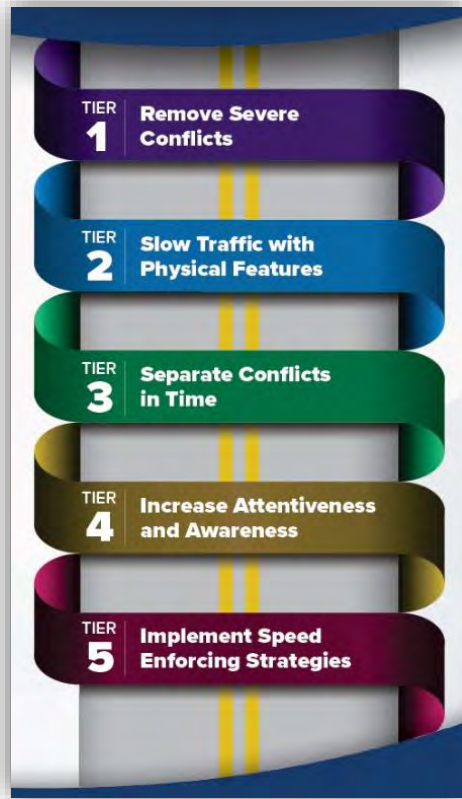 TIER
1
Remove Severe
Conflicts
TIER
2
Slow Traffic with
Physical Features
TIER
3
Separate Conflicts
in Time
TIER
4
Increase Attentiveness
and Awareness
TIER
5
Implement Speed
Enforcing Strategies